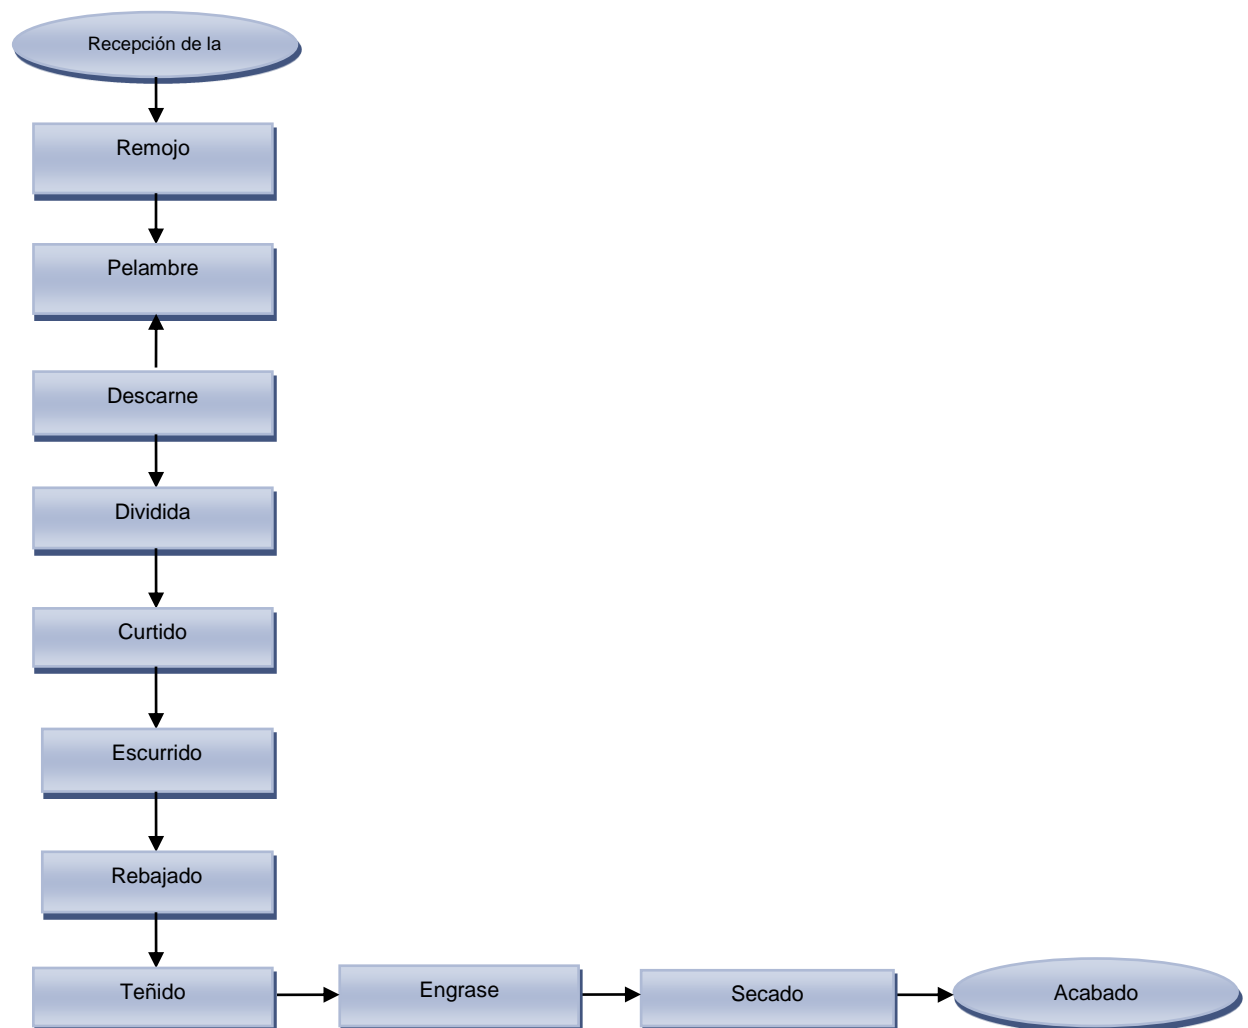 Recepción de la
Remojo
Pelambre
Descarne
Dividida
Curtido
Escurrido
Rebajado
Teñido
Engrase
Secado
Acabado